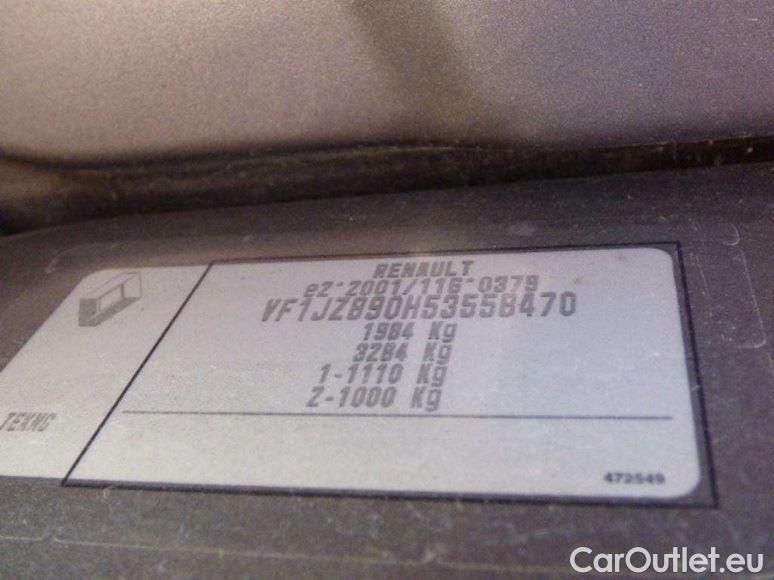 RENAULT
e2*2001/116*0379
VF1JZ890H53558470
1984 Kg
3284 Kg
1-1110 Kg
2-1000 Kg
TEKNG
472549
CarOutlet.eu